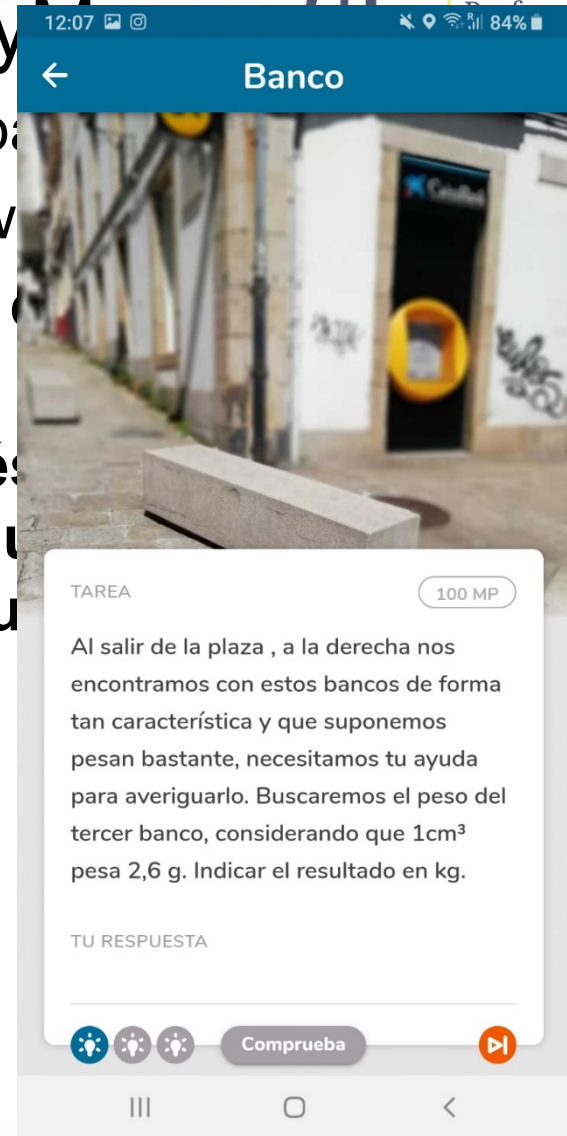 12:07 84%
Banco
CaixaBank
TAREA
100 MP
Al salir de la plaza , a la derecha nos
encontramos con estos bancos de forma
tan característica y que suponemos
pesan bastante, necesitamos tu ayuda
para averiguarlo. Buscaremos el peso del
tercer banco, considerando que 1cm³
pesa 2,6 g. Indicar el resultado en kg.
TU RESPUESTA
Comprueba